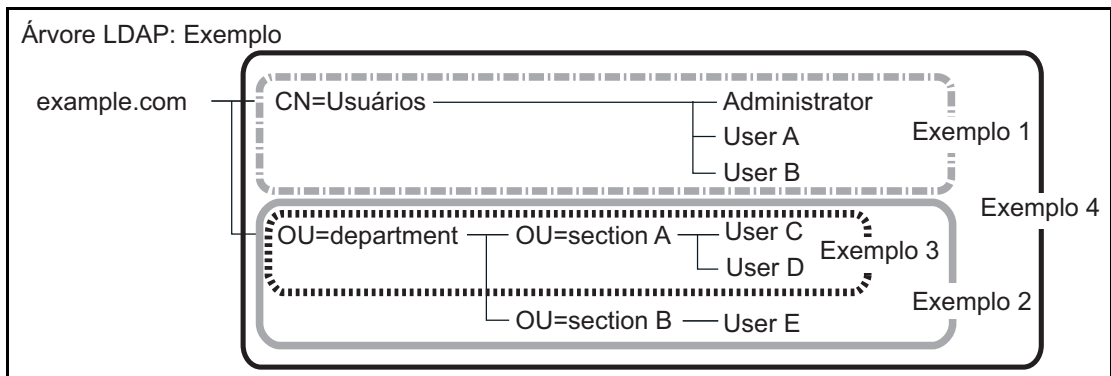 Árvore LDAP: Exemplo
example.com CN=Usuários Administrator
User A Exemplo 1
User B
Exemplo 4
OU=department OU=section A User C
Exemplo 3
User D
Exemplo 2
OU=section B User E